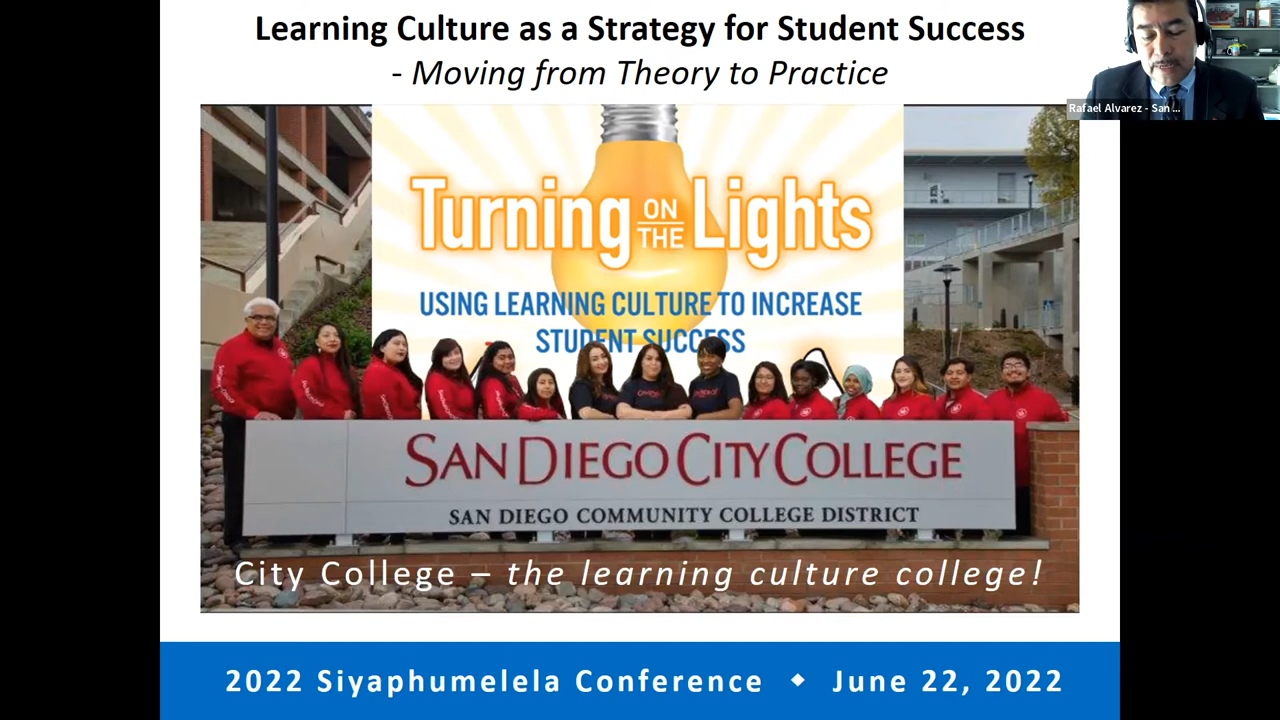 Learning Culture as a Strategy for Student Success
- Moving from Theory to Practice
Rafael Alvarez - San ...
Turning ON THE Lights
USING LEARNING CULTURE TO INCREASE
STUDENT SUCCESS
SAN DIEGO CITY COLLEGE
SAN DIEGO COMMUNITY COLLEGE DISTRICT
City College – the learning culture college!
2022 Siyaphumelela Conference ◆ June 22, 2022